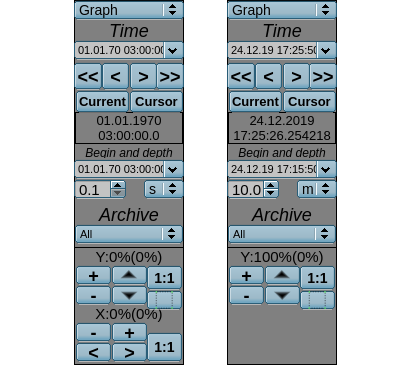 Graph
Time
01.01.70 03:00:00
<< < > >>
Current Cursor
01.01.1970
03:00:00.0
Begin and depth
01.01.70 03:00:00
0.1 s
Archive
All
Y:0%(0%)
+ 1:1
-
X:0%(0%)
- +
< > 1:1
Graph
Time
24.12.19 17:25:50
<< < > >>
Current Cursor
24.12.2019
17:25:26.254218
Begin and depth
24.12.19 17:15:50
10.0 m
Archive
All
Y:100%(0%)
+ 1:1
-